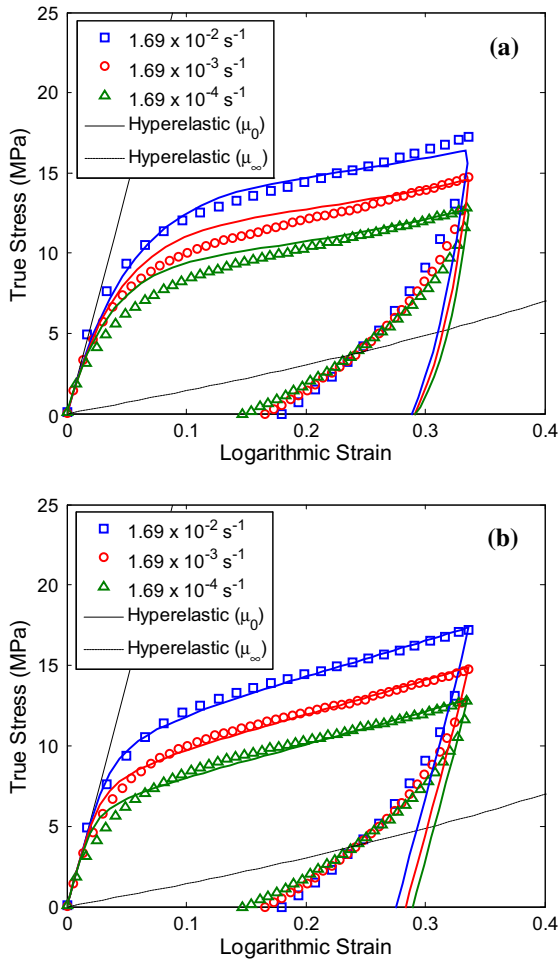 (a)
1.69 x 10⁻² s⁻¹
1.69 x 10⁻³ s⁻¹
1.69 x 10⁻⁴ s⁻¹
Hyperelastic (μ₀)
Hyperelastic (μ∞)
25
20
15
10
5
0
True Stress (MPa)
0
0.1
0.2
0.3
0.4
Logarithmic Strain
(b)
1.69 x 10⁻² s⁻¹
1.69 x 10⁻³ s⁻¹
1.69 x 10⁻⁴ s⁻¹
Hyperelastic (μ₀)
Hyperelastic (μ∞)
25
20
15
10
5
0
True Stress (MPa)
0
0.1
0.2
0.3
0.4
Logarithmic Strain